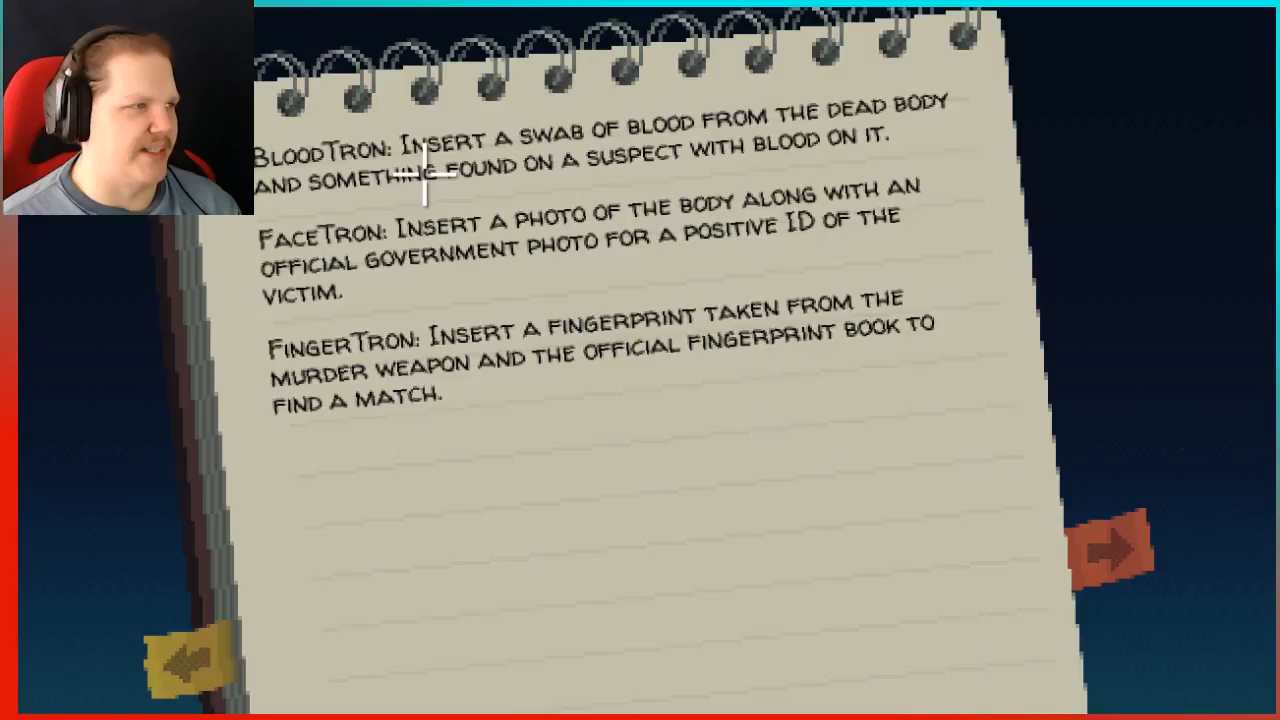 BloodTron: Insert a swab of blood from the dead body
and something found on a suspect with blood on it.
FaceTron: Insert a photo of the body along with an
official government photo for a positive ID of the
victim.
FingerTron: Insert a fingerprint taken from the
murder weapon and the official fingerprint book to
find a match.